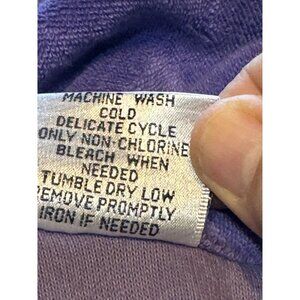 MACHINE WASH
COLD
DELICATE CYCLE
ONLY NON-CHLORINE
BLEACH WHEN
NEEDED
TUMBLE DRY LOW
REMOVE PROMPTLY
IRON IF NEEDED